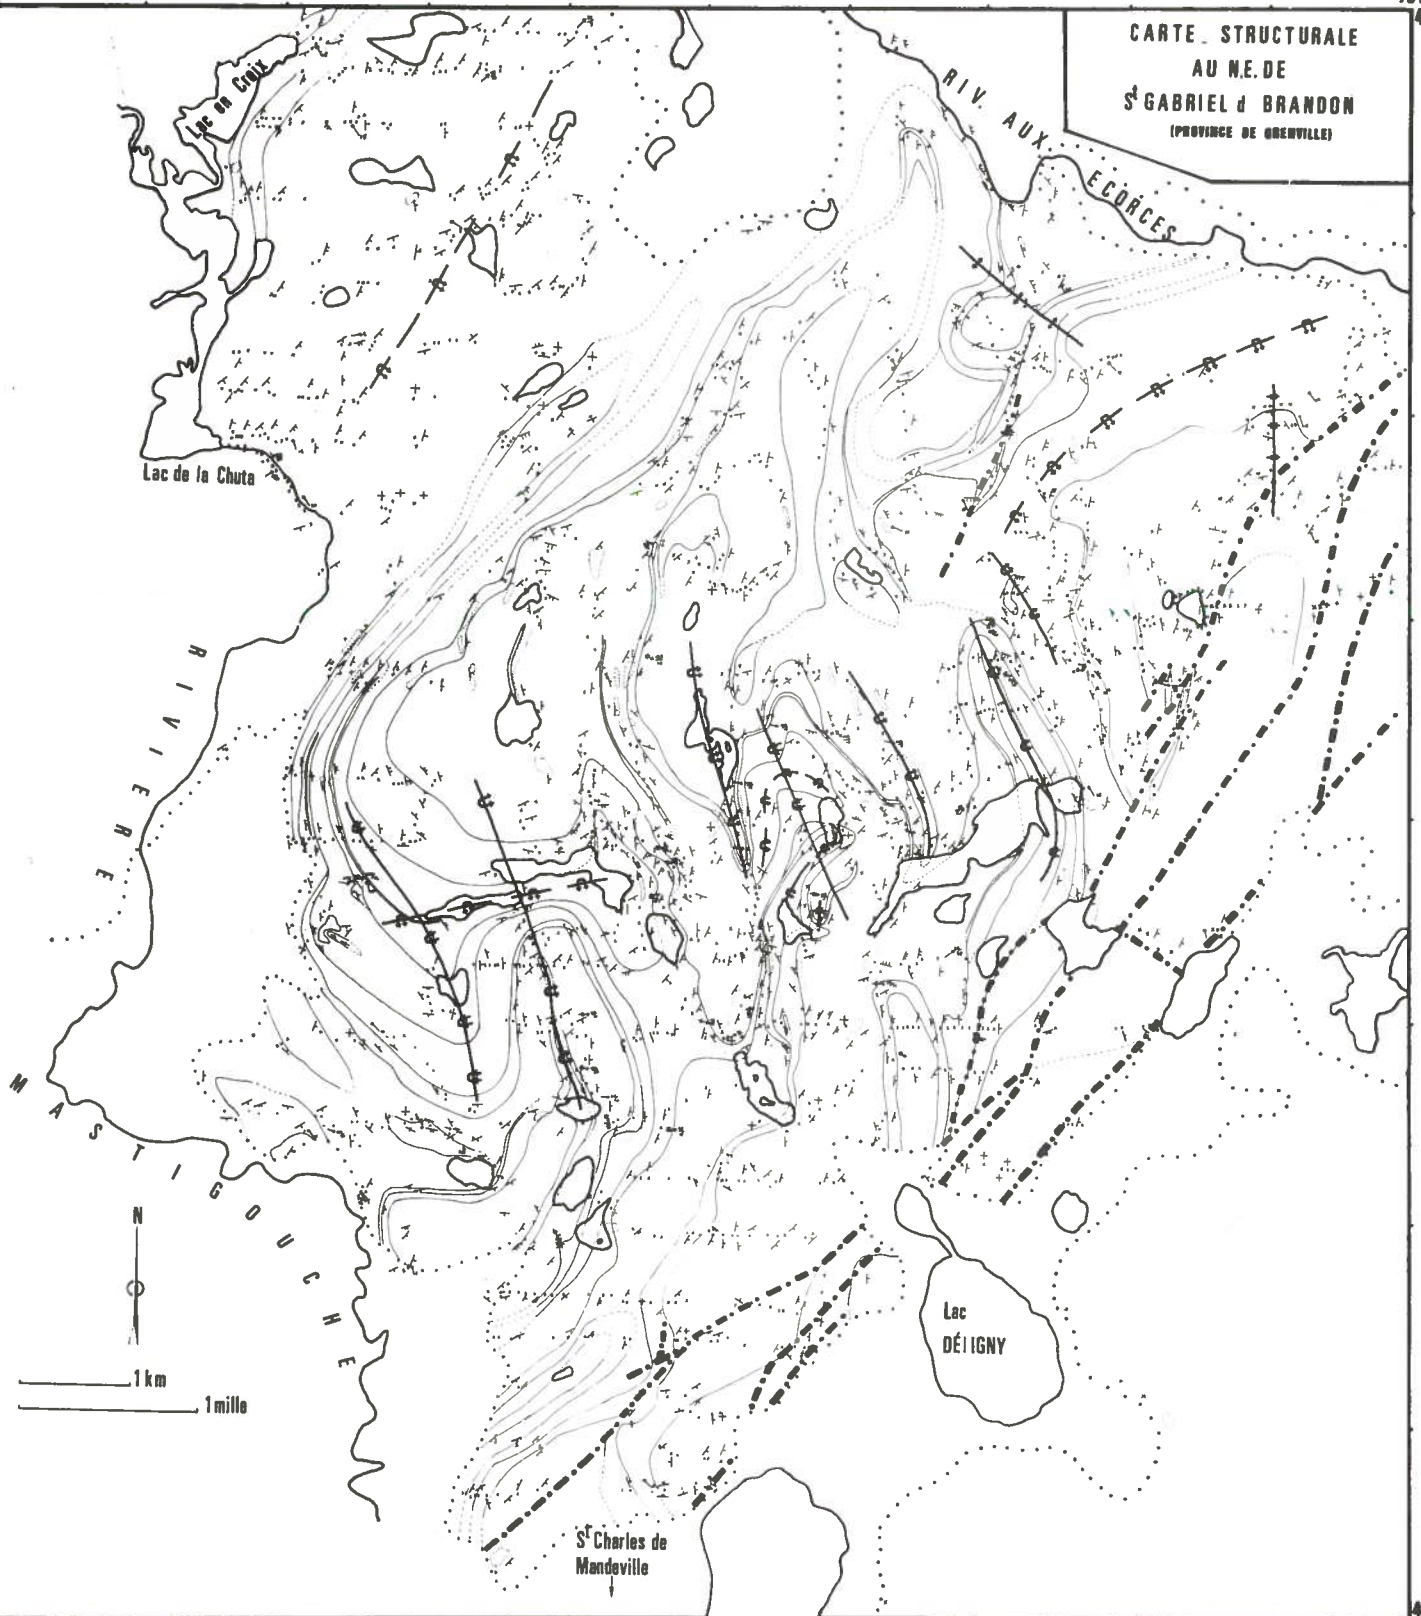 CARTE STRUCTURALE
AU N.E. DE
St GABRIEL d BRANDON
(PROVINCE DE GRENVILLE)
RIV. AUX ECORCES
Lac en Croix
Lac de la Chute
RIVIERE
MASTIGOUCHE
N
1 km
1 mille
Lac
DÉLIGNY
St Charles de
Mandeville